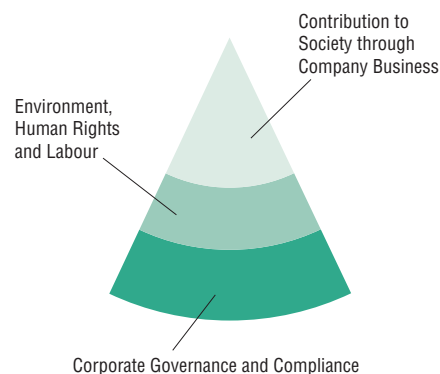 Contribution to
Society through
Company Business
Environment,
Human Rights
and Labour
Corporate Governance and Compliance